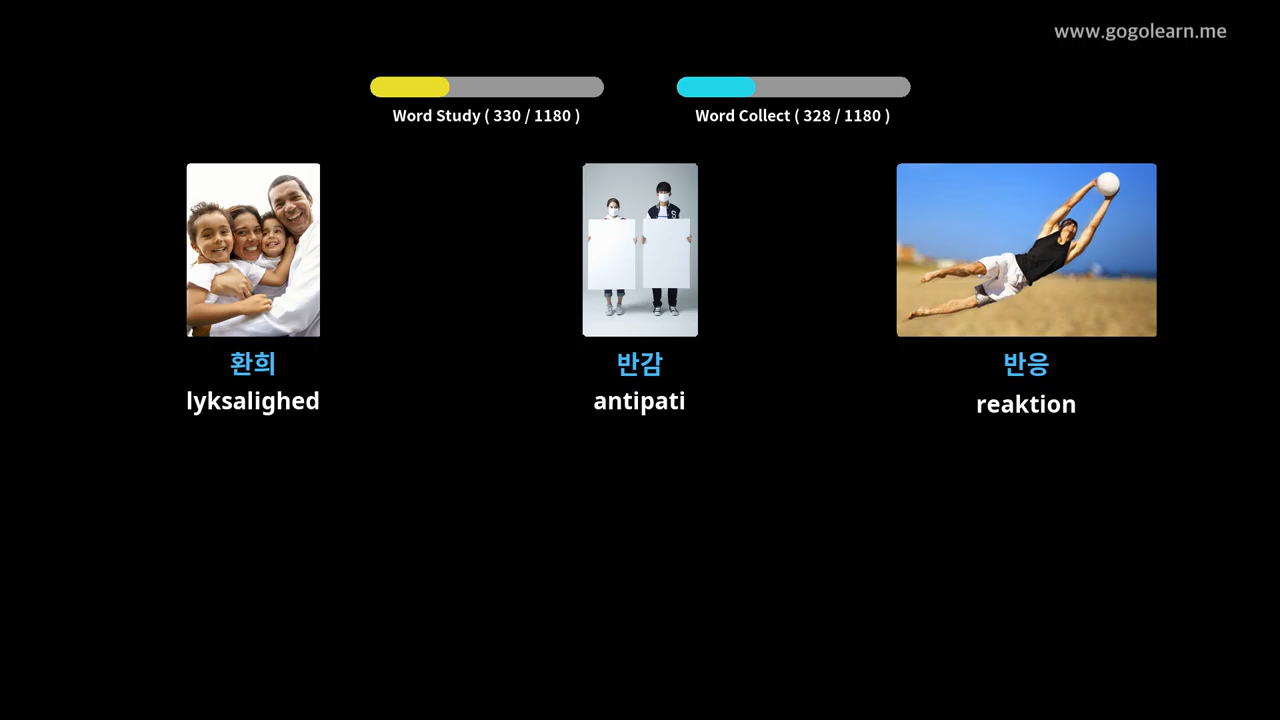 www.gogolearn.me
Word Study ( 330 / 1180 )
Word Collect ( 328 / 1180 )
환희
lyksalighed
반감
antipati
반응
reaktion